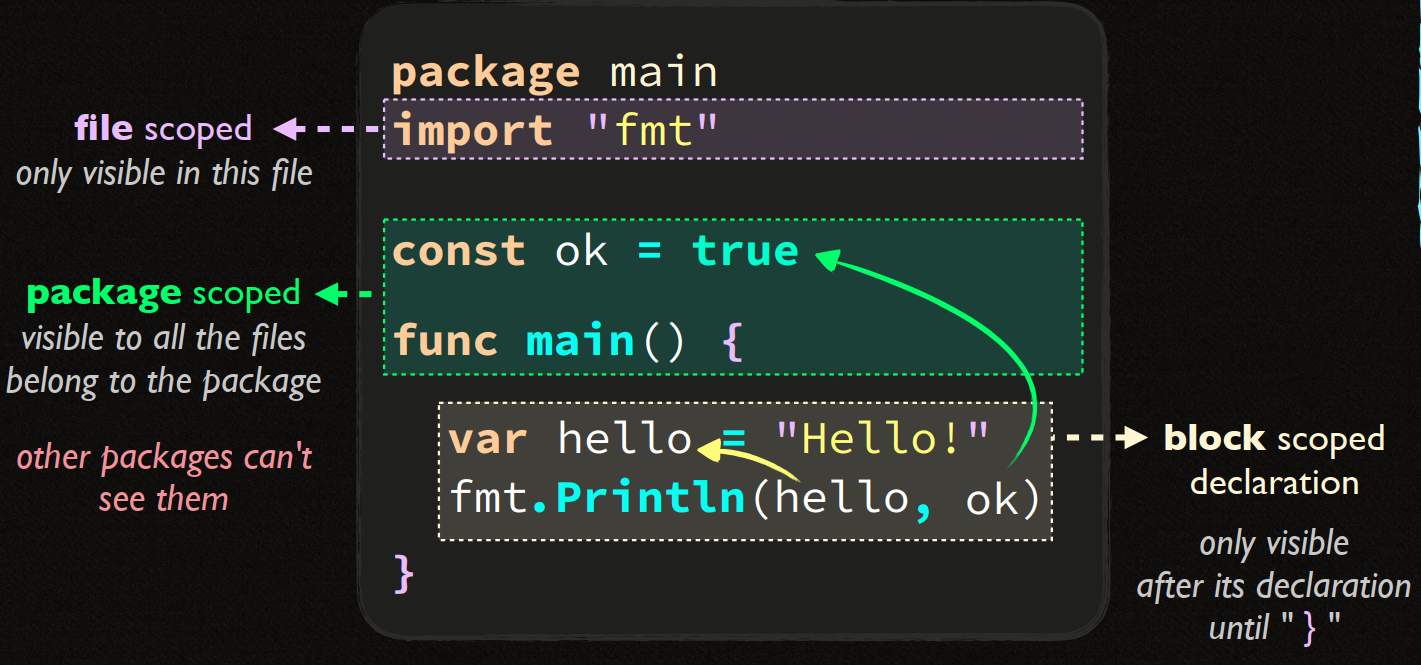 package main
import "fmt"
const ok = true
func main() {
var hello = "Hello!"
fmt.Println(hello, ok)
}
file scoped
only visible in this file
package scoped
visible to all the files
belong to the package
other packages can't
see them
block scoped
declaration
only visible
after its declaration
until " } "